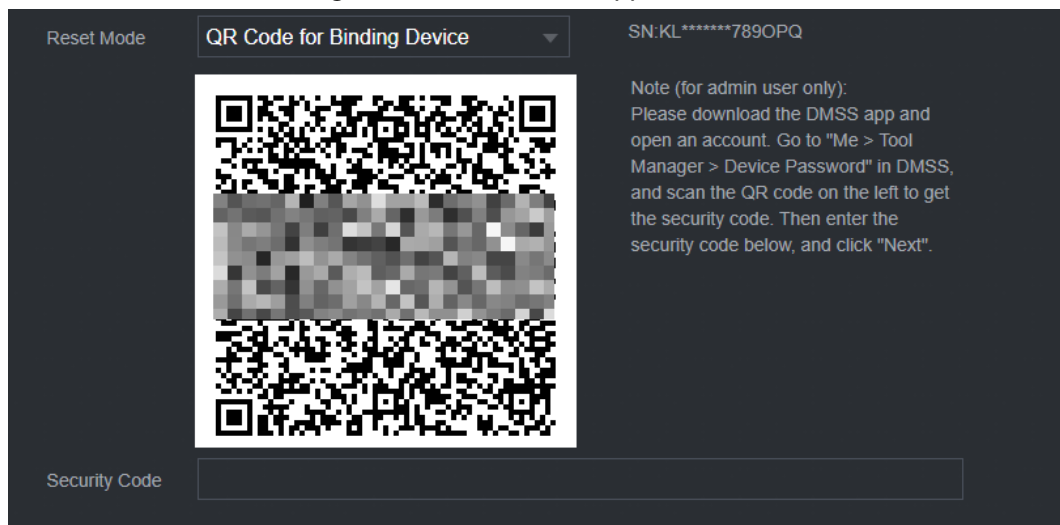 Reset Mode
QR Code for Binding Device
SN:KL*******789OPQ
Note (for admin user only):
Please download the DMSS app and
open an account. Go to "Me > Tool
Manager > Device Password" in DMSS,
and scan the QR code on the left to get
the security code. Then enter the
security code below, and click "Next".
Security Code